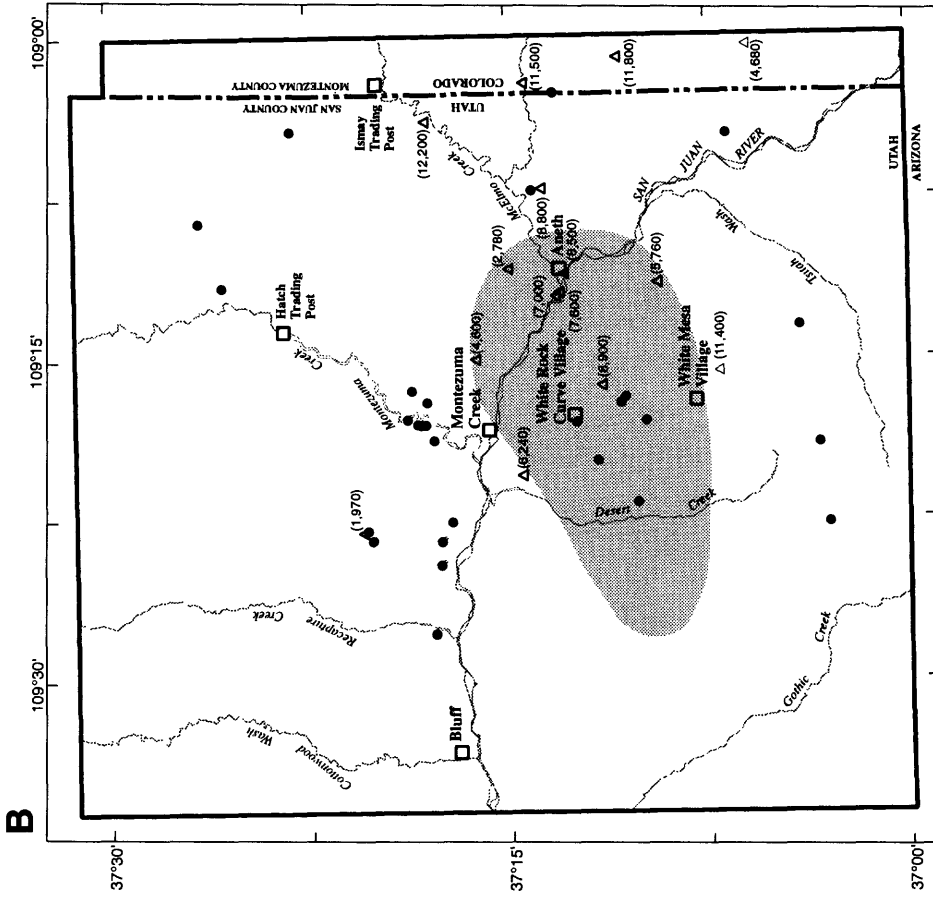 B
109°30'
109°15'
109°00'
37°30'
37°15'
37°00'
SAN JUAN COUNTY
MONTEZUMA COUNTY
UTAH
COLORADO
Hatch
Trading
Post
Ismay
Trading
Post
(12,200)
(11,500)
(11,800)
(4,680)
McElmo
Creek
Montezuma
Creek
Recapture
Creek
Cottonwood
Wash
Bluff
(1,970)
Montezuma
Creek
(4,600)
(2,780)
(8,800)
Aneth
(8,500)
(7,000)
(7,600)
(6,240)
White Rock
Curve Village
(8,900)
(8,760)
White Mesa
Village
(11,400)
SAN
JUAN
RIVER
Desert
Creek
Tsitah
Wash
Gothic
Creek
UTAH
ARIZONA